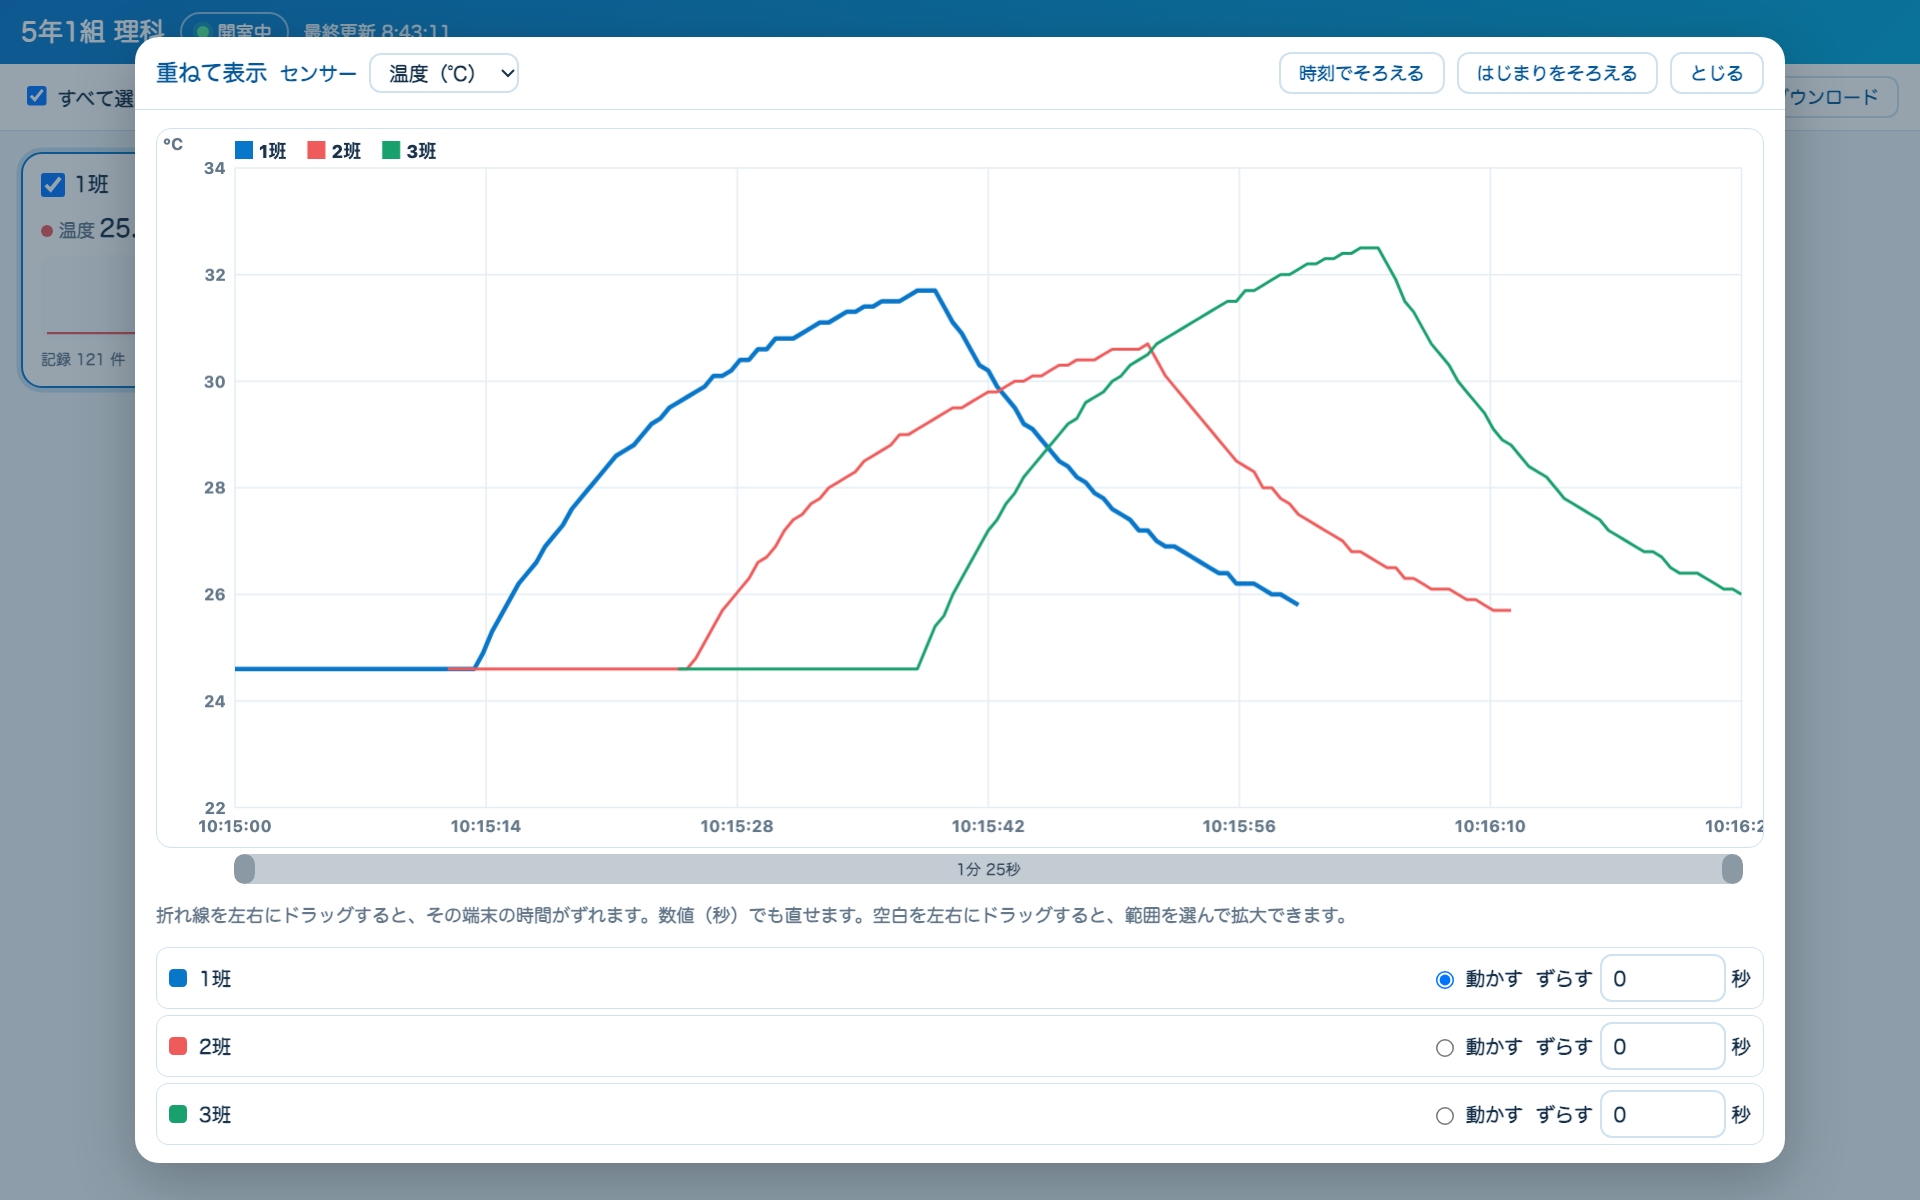 5年1組 理科 開室中 最終更新 8:43:11
すべて選
ウンロード
1班
温度 25.
記録 121 件
重ねて表示 センサー 温度（℃） 時刻でそろえる はじまりをそろえる とじる
℃ 1班 2班 3班
34
32
30
28
26
24
22
10:15:00 10:15:14 10:15:28 10:15:42 10:15:56 10:16:10 10:16:2
1分 25秒
折れ線を左右にドラッグすると、その端末の時間がずれます。数値（秒）でも直せます。空白を左右にドラッグすると、範囲を選んで拡大できます。
1班 動かす ずらす 0 秒
2班 動かす ずらす 0 秒
3班 動かす ずらす 0 秒